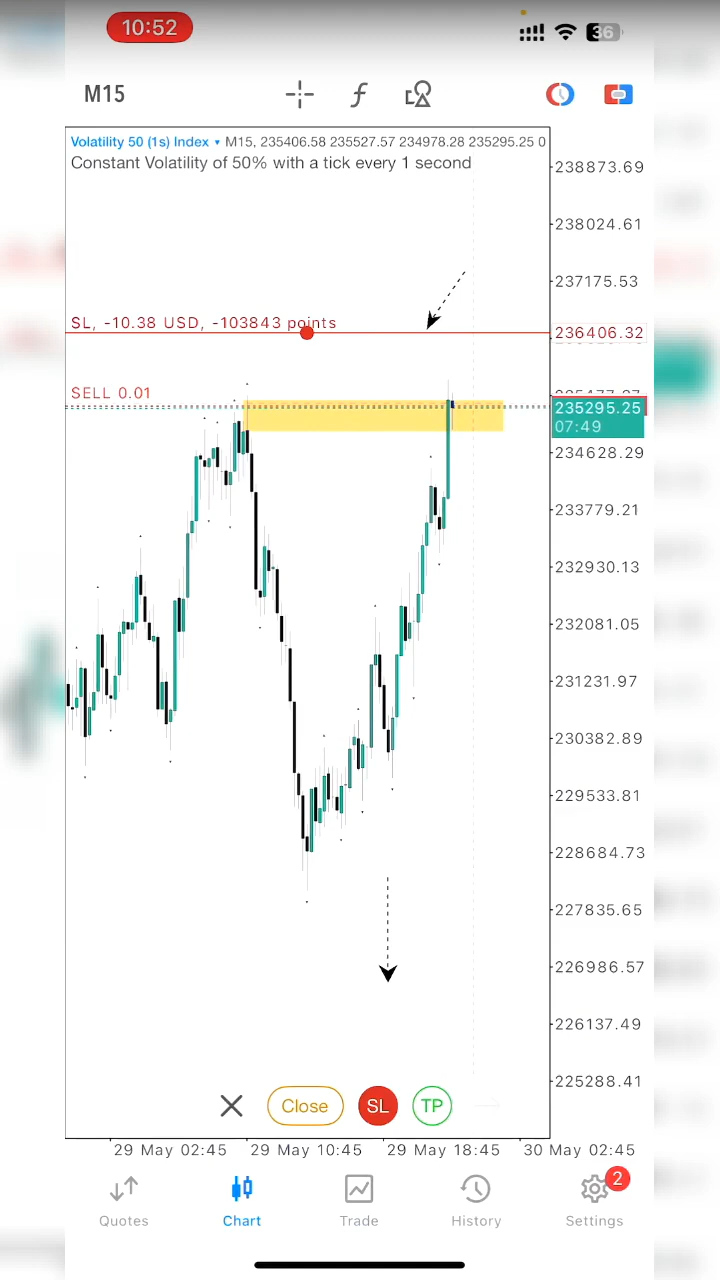 10:52
36
M15
Volatility 50 (1s) Index ▾ M15, 235406.58 235527.57 234978.28 235295.25 0
Constant Volatility of 50% with a tick every 1 second
238873.69
238024.61
237175.53
SL, -10.38 USD, -103843 points
236406.32
SELL 0.01
235295.25
07:49
234628.29
233779.21
232930.13
232081.05
231231.97
230382.89
229533.81
228684.73
227835.65
226986.57
226137.49
225288.41
Close
SL
TP
29 May 02:45
29 May 10:45
29 May 18:45
30 May 02:45
2
Quotes
Chart
Trade
History
Settings